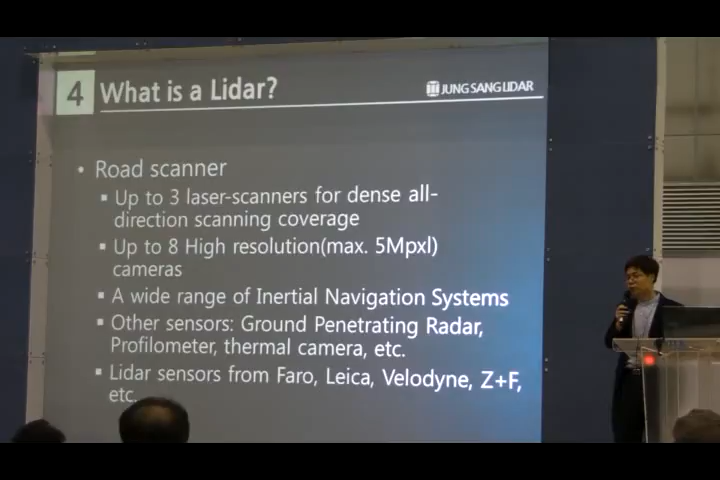 4 What is a Lidar?
JUNG SANG LIDAR
• Road scanner
▪ Up to 3 laser-scanners for dense all-
direction scanning coverage
▪ Up to 8 High resolution(max. 5Mpxl)
cameras
▪ A wide range of Inertial Navigation Systems
▪ Other sensors: Ground Penetrating Radar,
Profilometer, thermal camera, etc.
▪ Lidar sensors from Faro, Leica, Velodyne, Z+F,
etc.